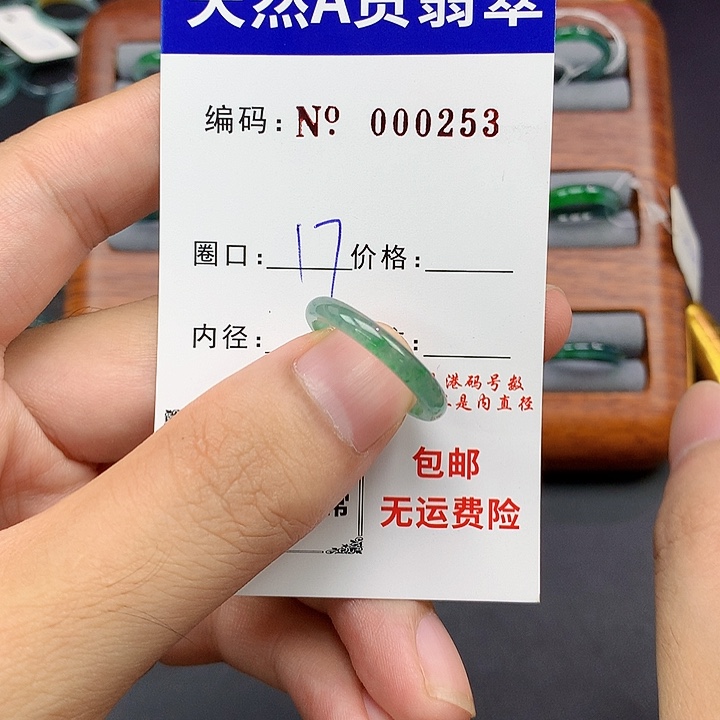 天然A货翡翠
编码: Nº 000253
圈口: 17 价格:
内径: :
港码号数
是内直径
包邮
无运费险